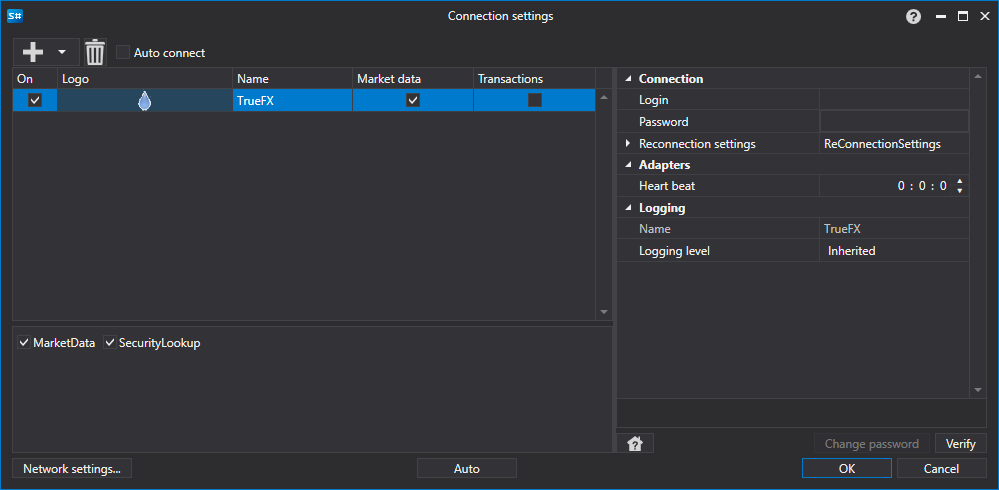 S#
Connection settings
Auto connect
On Logo Name Market data Transactions
TrueFX
MarketData SecurityLookup
Connection
Login
Password
Reconnection settings ReConnectionSettings
Adapters
Heart beat 0 : 0 : 0
Logging
Name TrueFX
Logging level Inherited
Change password Verify
Network settings... Auto OK Cancel